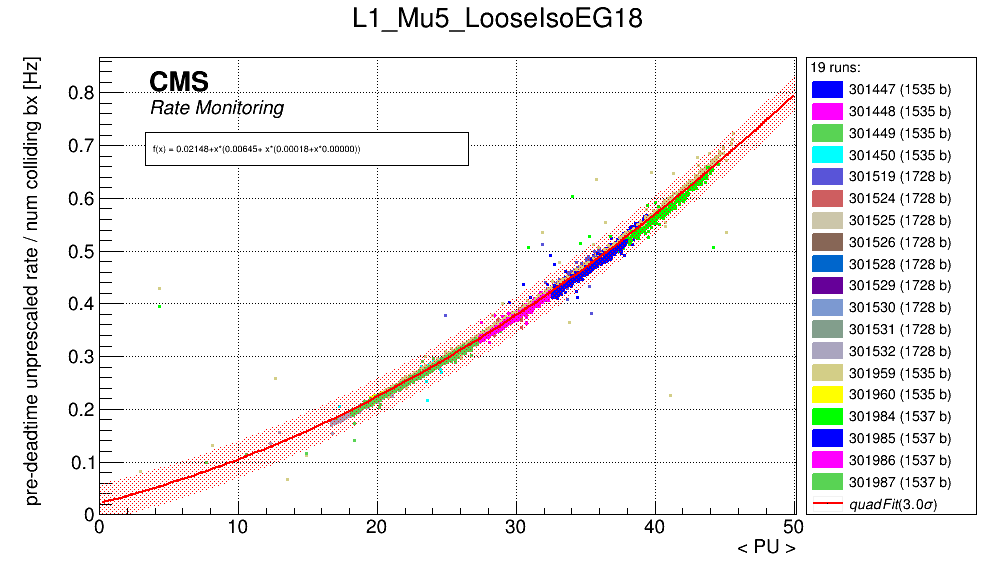 L1_Mu5_LooseIsoEG18
pre-deadtime unprescaled rate / num colliding bx [Hz]
CMS
Rate Monitoring
f(x) = 0.02148+x*(0.00645+ x*(0.00018+x*0.00000))
0.8
0.7
0.6
0.5
0.4
0.3
0.2
0.1
0
0 10 20 30 40 50
< PU >
19 runs:
301447 (1535 b)
301448 (1535 b)
301449 (1535 b)
301450 (1535 b)
301519 (1728 b)
301524 (1728 b)
301525 (1728 b)
301526 (1728 b)
301528 (1728 b)
301529 (1728 b)
301530 (1728 b)
301531 (1728 b)
301532 (1728 b)
301959 (1535 b)
301960 (1535 b)
301984 (1537 b)
301985 (1537 b)
301986 (1537 b)
301987 (1537 b)
quadFit(3.0σ)